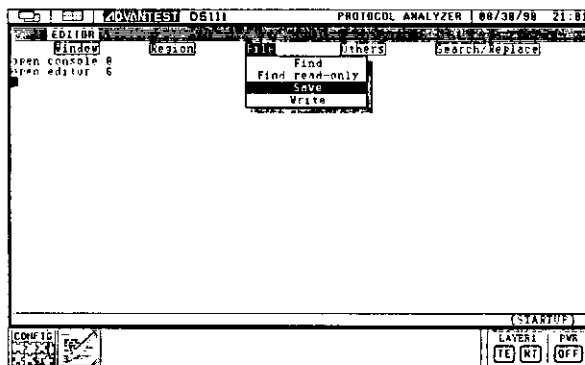 ADVANTEST D5111 PROTOCOL ANALYZER 08/30/90
EDITOR
Window Region File Others Search/Replace
open console 0
open editor 6
Find
Find read-only
Save
Write
(STARTUP)
CONFIG LAYER1 PWR
TE NT OFF